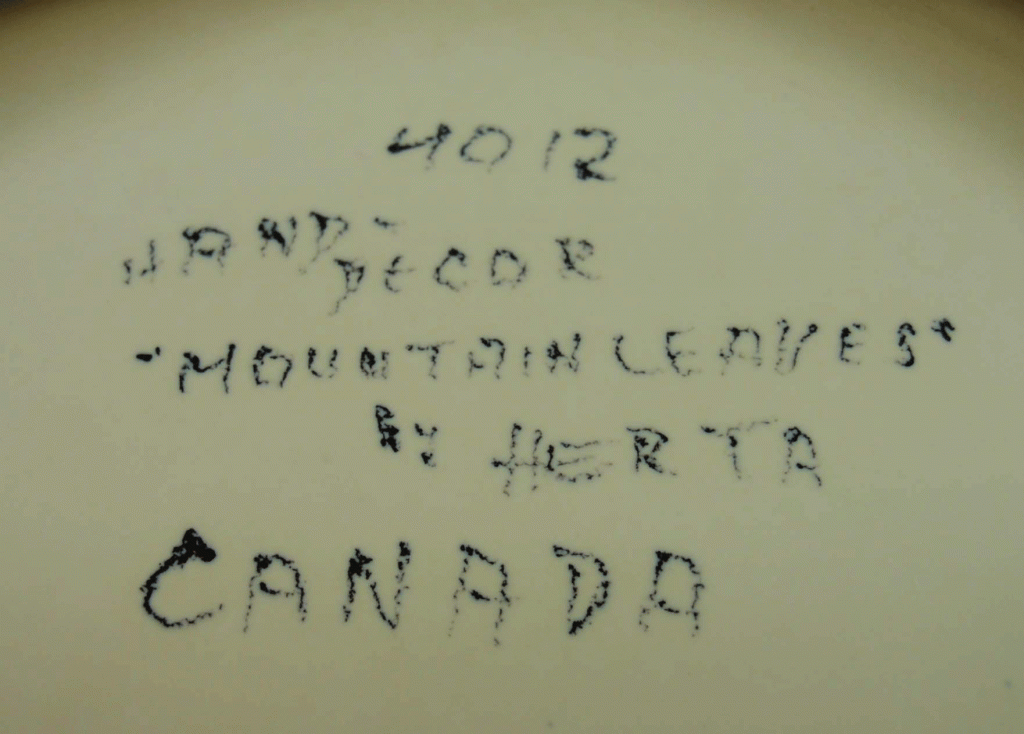 4012
HAND-DECOR
"MOUNTAIN LEAVES"
BY HERTA
CANADA